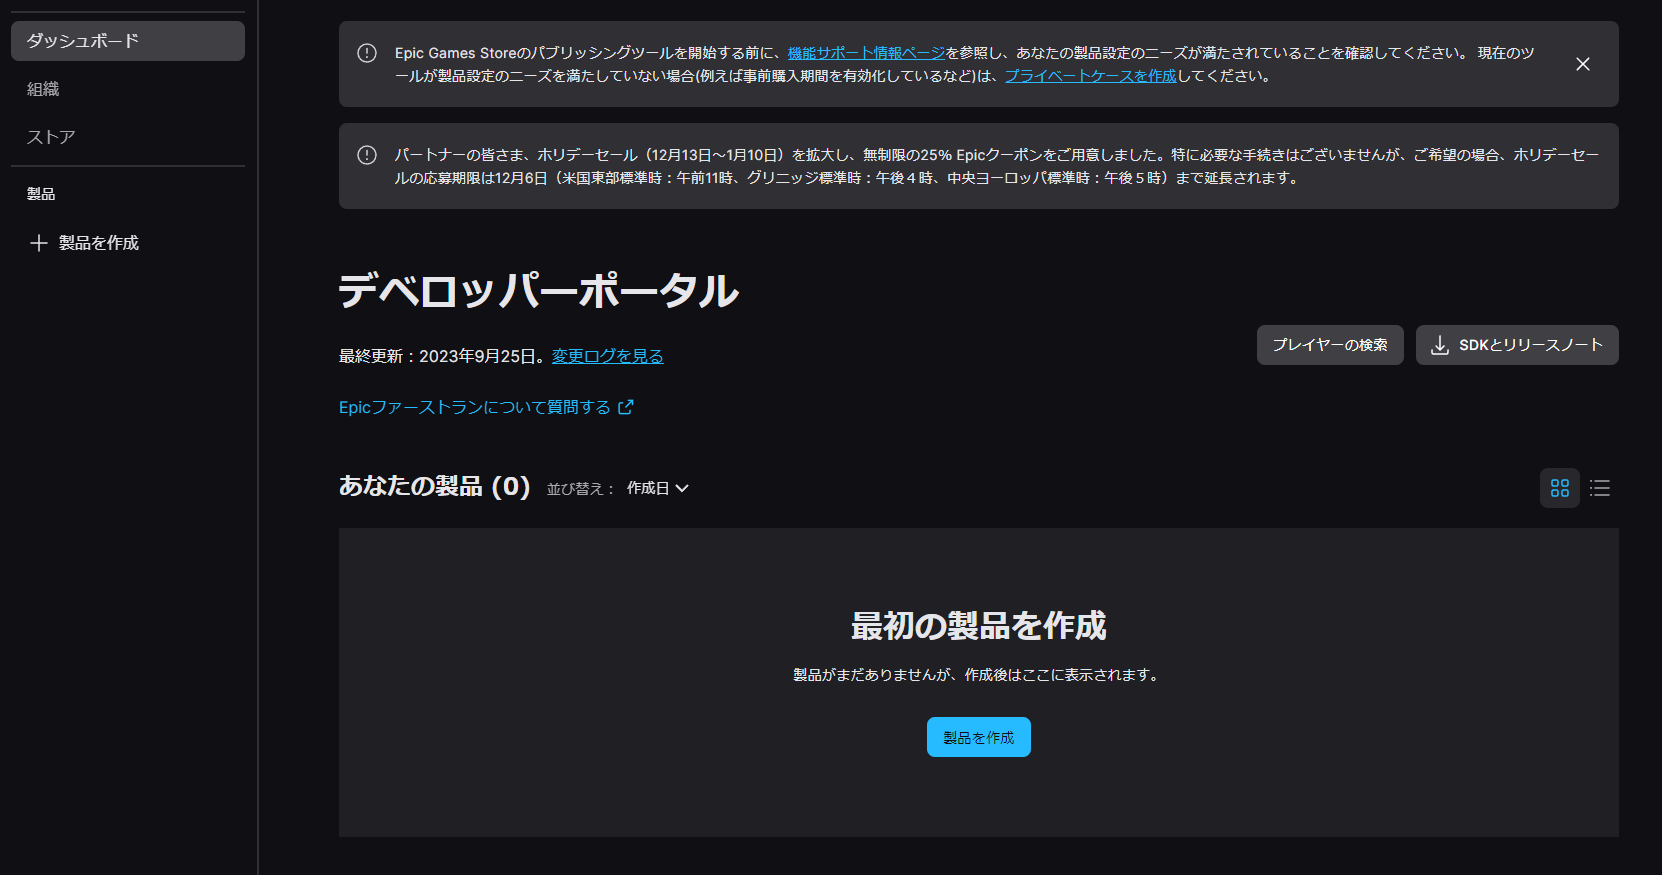 ダッシュボード
組織
ストア
製品
製品を作成
Epic Games Storeのパブリッシングツールを開始する前に、機能サポート情報ページを参照し、あなたの製品設定のニーズが満たされていることを確認してください。 現在のツ
ールが製品設定のニーズを満たしていない場合(例えば事前購入期間を有効化しているなど)は、プライベートケースを作成してください。
パートナーの皆さま、ホリデーセール（12月13日〜1月10日）を拡大し、無制限の25% Epicクーポンをご用意しました。特に必要な手続きはございませんが、ご希望の場合、ホリデーセー
ルの応募期限は12月6日（米国東部標準時：午前11時、グリニッジ標準時：午後４時、中央ヨーロッパ標準時：午後５時）まで延長されます。
デベロッパーポータル
最終更新：2023年9月25日。変更ログを見る
プレイヤーの検索
SDKとリリースノート
Epicファーストランについて質問する
あなたの製品 (0) 並び替え： 作成日
最初の製品を作成
製品がまだありませんが、作成後はここに表示されます。
製品を作成